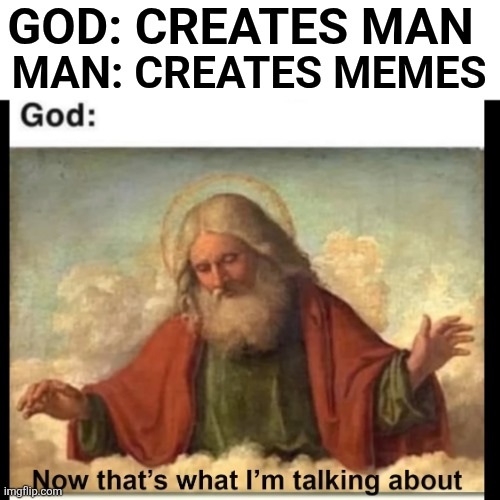 GOD: CREATES MAN
MAN: CREATES MEMES
God:
Now that's what I'm talking about
imgflip.com